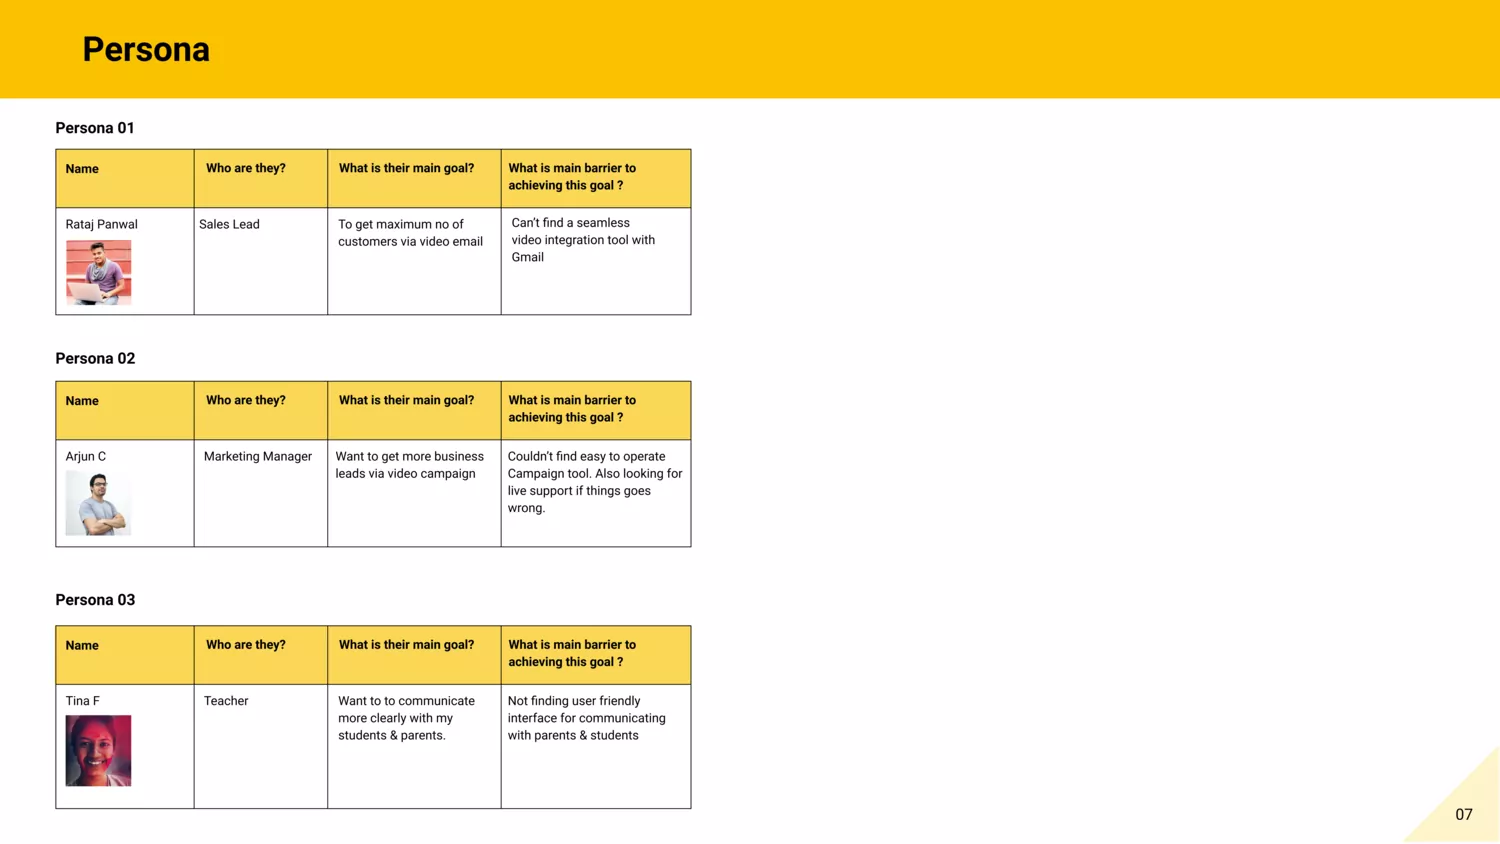 Persona
Persona 01
Name
Who are they?
What is their main goal?
What is main barrier to
achieving this goal ?
Rataj Panwal
Sales Lead
To get maximum no of
customers via video email
Can’t find a seamless
video integration tool with
Gmail
Persona 02
Name
Who are they?
What is their main goal?
What is main barrier to
achieving this goal ?
Arjun C
Marketing Manager
Want to get more business
leads via video campaign
Couldn’t find easy to operate
Campaign tool. Also looking for
live support if things goes
wrong.
Persona 03
Name
Who are they?
What is their main goal?
What is main barrier to
achieving this goal ?
Tina F
Teacher
Want to to communicate
more clearly with my
students & parents.
Not finding user friendly
interface for communicating
with parents & students
07